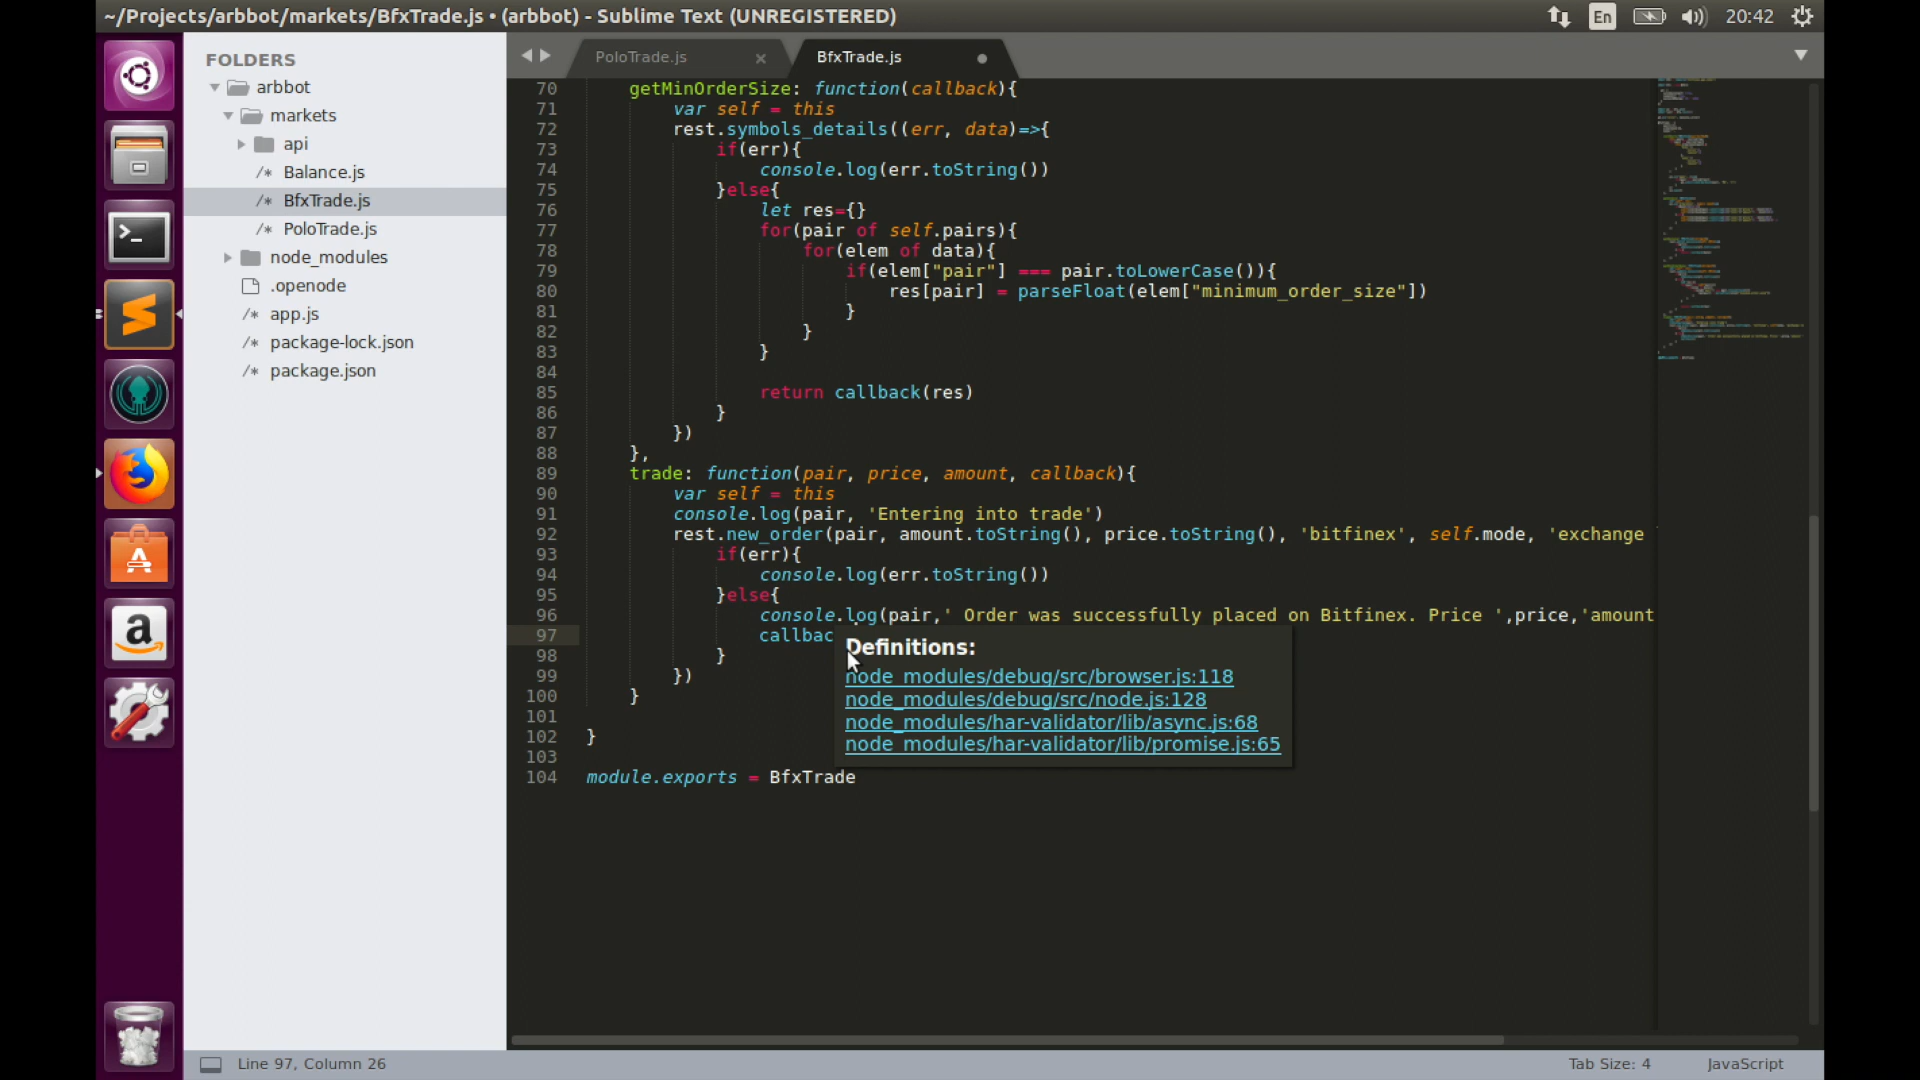 ~/Projects/arbbot/markets/BfxTrade.js • (arbbot) - Sublime Text (UNREGISTERED)
En
20:42
FOLDERS
arbbot
markets
api
/* Balance.js
/* BfxTrade.js
/* PoloTrade.js
node_modules
.openode
/* app.js
/* package-lock.json
/* package.json
PoloTrade.js
BfxTrade.js
70 getMinOrderSize: function(callback){
71 var self = this
72 rest.symbols_details((err, data)=>{
73 if(err){
74 console.log(err.toString())
75 }else{
76 let res={}
77 for(pair of self.pairs){
78 for(elem of data){
79 if(elem["pair"] === pair.toLowerCase()){
80 res[pair] = parseFloat(elem["minimum_order_size"])
81 }
82 }
83 }
84
85 return callback(res)
86 }
87 })
88 },
89 trade: function(pair, price, amount, callback){
90 var self = this
91 console.log(pair, 'Entering into trade')
92 rest.new_order(pair, amount.toString(), price.toString(), 'bitfinex', self.mode, 'exchange
93 if(err){
94 console.log(err.toString())
95 }else{
96 console.log(pair,' Order was successfully placed on Bitfinex. Price ',price,'amount
97 callbac
98 }
99 })
100 }
101
102 }
103
104 module.exports = BfxTrade
Definitions:
node_modules/debug/src/browser.js:118
node_modules/debug/src/node.js:128
node_modules/har-validator/lib/async.js:68
node_modules/har-validator/lib/promise.js:65
Line 97, Column 26
Tab Size: 4
JavaScript